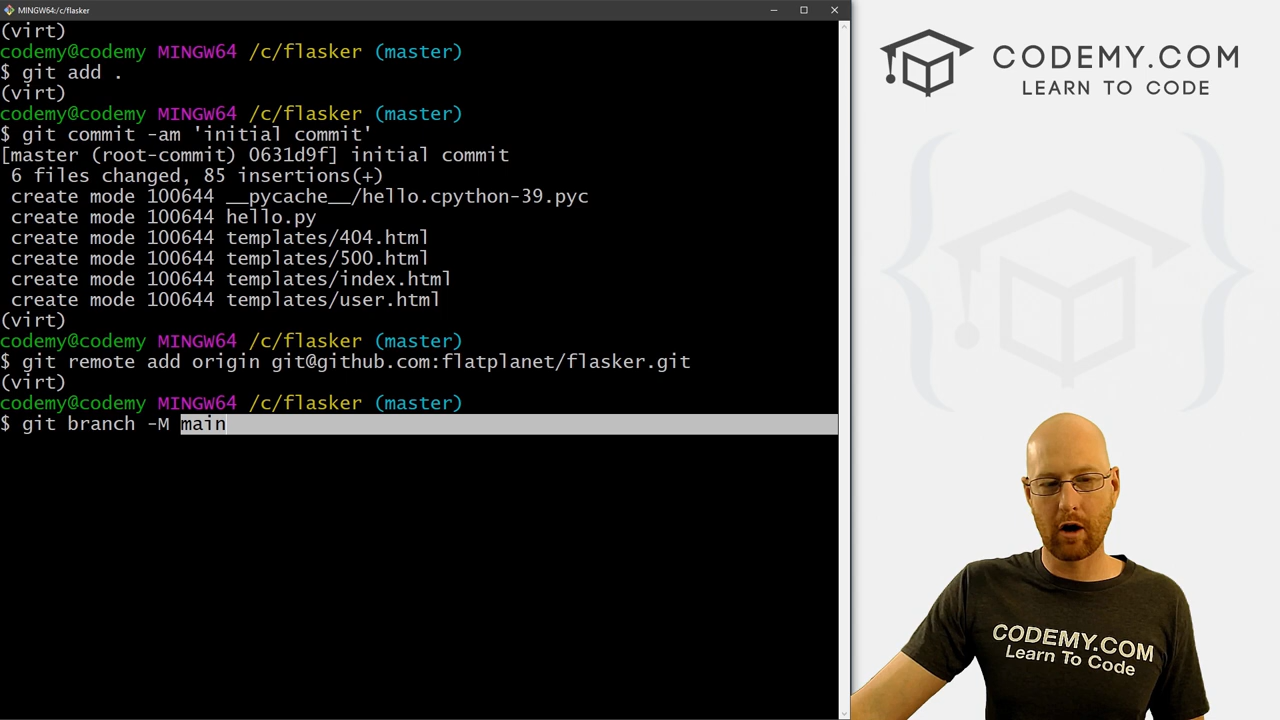 MINGW64:/c/flasker
(virt)
codemy@codemy MINGW64 /c/flasker (master)
$ git add .
(virt)
codemy@codemy MINGW64 /c/flasker (master)
$ git commit -am 'initial commit'
[master (root-commit) 0631d9f] initial commit
 6 files changed, 85 insertions(+)
 create mode 100644 __pycache__/hello.cpython-39.pyc
 create mode 100644 hello.py
 create mode 100644 templates/404.html
 create mode 100644 templates/500.html
 create mode 100644 templates/index.html
 create mode 100644 templates/user.html
(virt)
codemy@codemy MINGW64 /c/flasker (master)
$ git remote add origin git@github.com:flatplanet/flasker.git
(virt)
codemy@codemy MINGW64 /c/flasker (master)
$ git branch -M main
CODEMY.COM
LEARN TO CODE
CODEMY.COM
Learn To Code